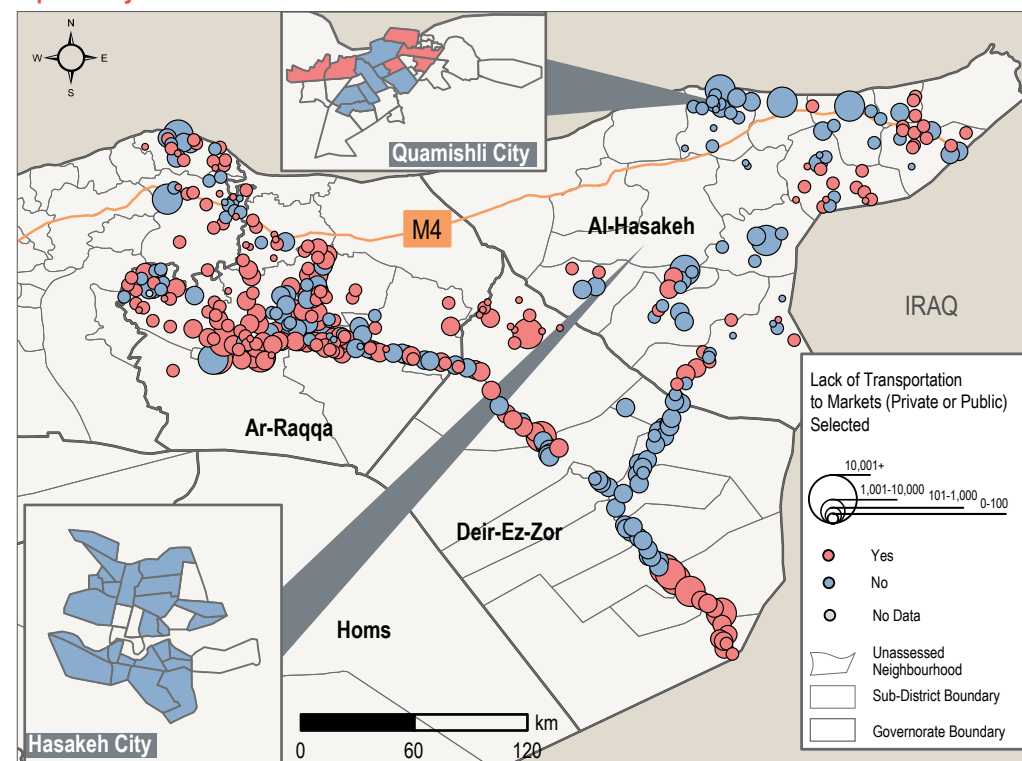 N
W
E
S
Quamishli City
M4
Al-Hasakeh
IRAQ
Ar-Raqqa
Deir-Ez-Zor
Homs
Hasakeh City
km
0
60
120
Lack of Transportation
to Markets (Private or Public)
Selected
10,001+
1,001-10,000
101-1,000
0-100
Yes
No
No Data
Unassessed
Neighbourhood
Sub-District Boundary
Governorate Boundary